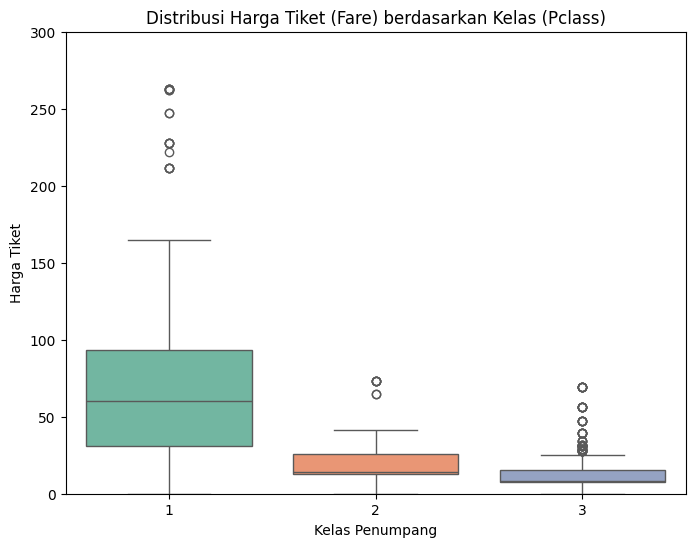 Distribusi Harga Tiket (Fare) berdasarkan Kelas (Pclass)
300
250
200
150
100
50
0
Harga Tiket
1 2 3
Kelas Penumpang